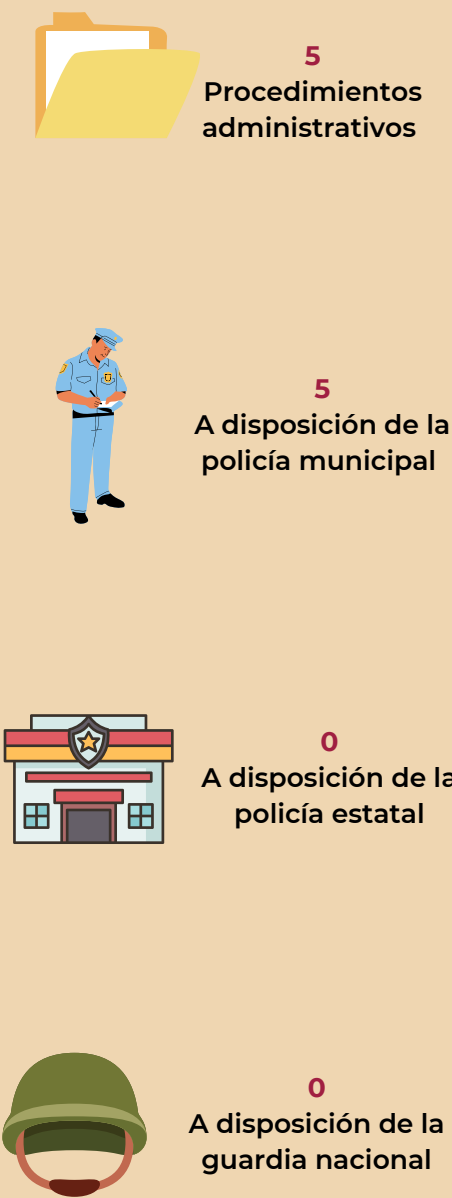 5
Procedimientos
administrativos
5
A disposición de la
policía municipal
0
A disposición de la
policía estatal
0
A disposición de la
guardia nacional